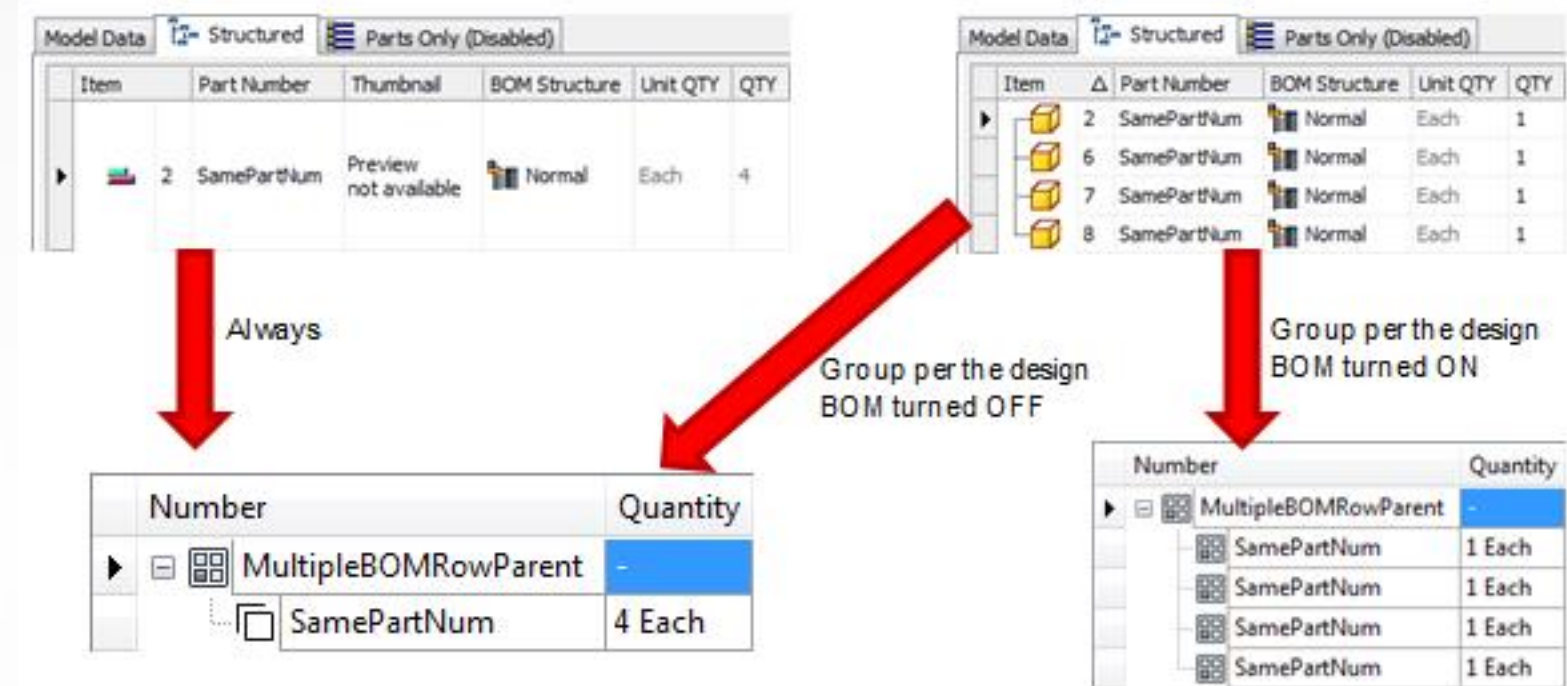 Model Data Structured Parts Only (Disabled)
Item Part Number Thumbnail BOM Structure Unit QTY QTY
2 SamePartNum Preview not available Normal Each 4
Model Data Structured Parts Only (Disabled)
Item Δ Part Number BOM Structure Unit QTY QTY
2 SamePartNum Normal Each 1
6 SamePartNum Normal Each 1
7 SamePartNum Normal Each 1
8 SamePartNum Normal Each 1
Always
Group per the design
BOM turned OFF
Group per the design
BOM turned ON
Number Quantity
MultipleBOMRowParent -
SamePartNum 4 Each
Number Quantity
MultipleBOMRowParent -
SamePartNum 1 Each
SamePartNum 1 Each
SamePartNum 1 Each
SamePartNum 1 Each